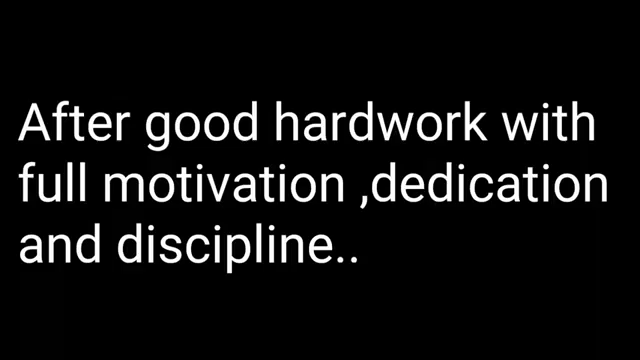 After good hardwork with
full motivation ,dedication
and discipline..